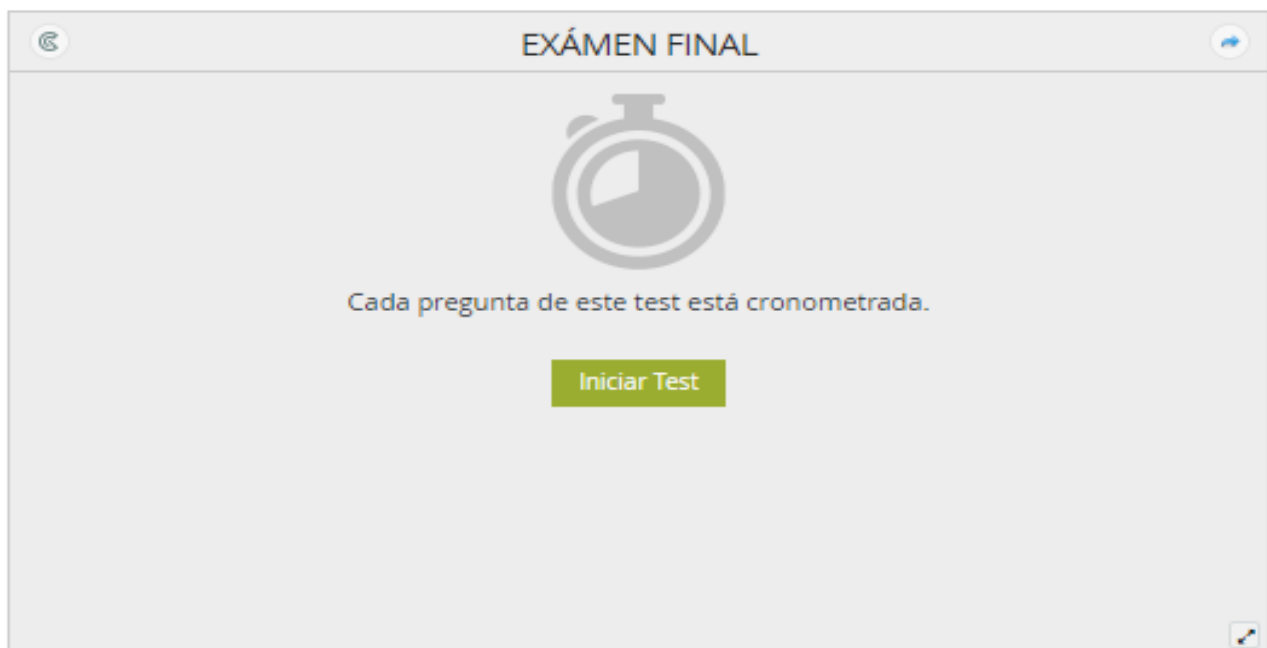 EXÁMEN FINAL
Cada pregunta de este test está cronometrada.
Iniciar Test